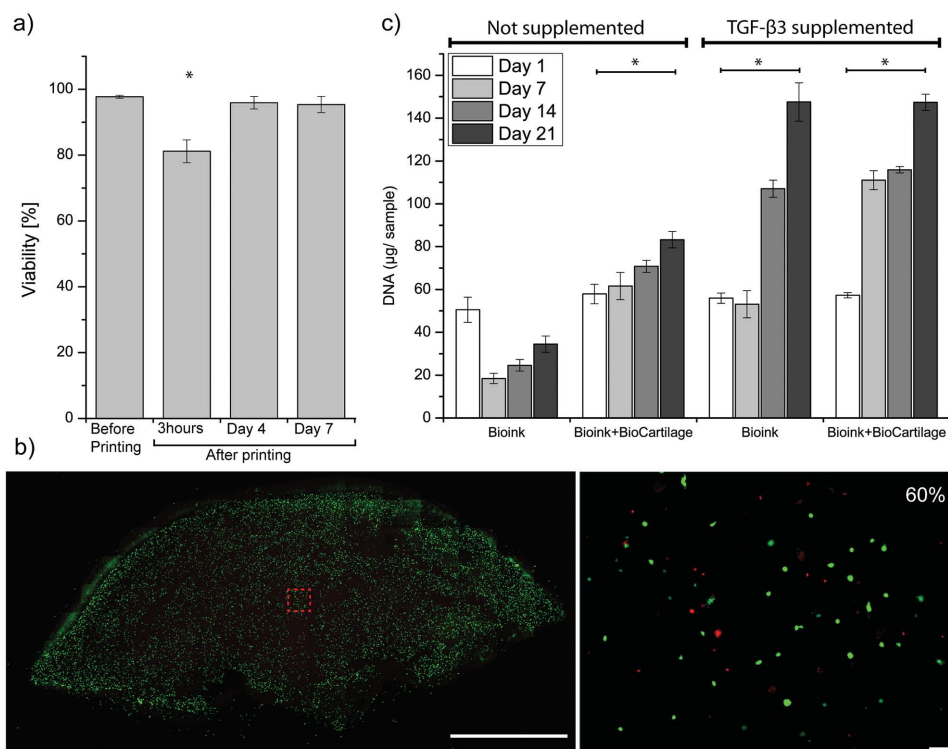 a)
*
Viability [%]
100
80
60
40
20
0
Before
Printing
3hours
Day 4
Day 7
After printing
c)
Not supplemented
TGF-β3 supplemented
Day 1
Day 7
Day 14
Day 21
*
*
*
DNA (µg/ sample)
160
140
120
100
80
60
40
20
0
Bioink
Bioink+BioCartilage
Bioink
Bioink+BioCartilage
b)
60%